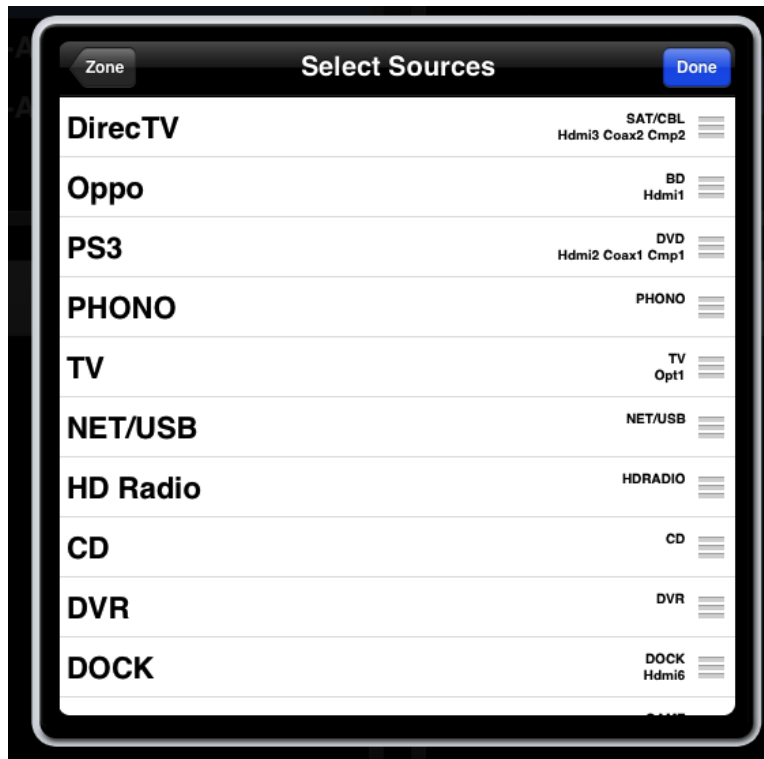 Zone
Select Sources
Done
DirecTV
SAT/CBL
Hdmi3 Coax2 Cmp2
Oppo
BD
Hdmi1
PS3
DVD
Hdmi2 Coax1 Cmp1
PHONO
PHONO
TV
TV
Opt1
NET/USB
NET/USB
HD Radio
HDRADIO
CD
CD
DVR
DVR
DOCK
DOCK
Hdmi6